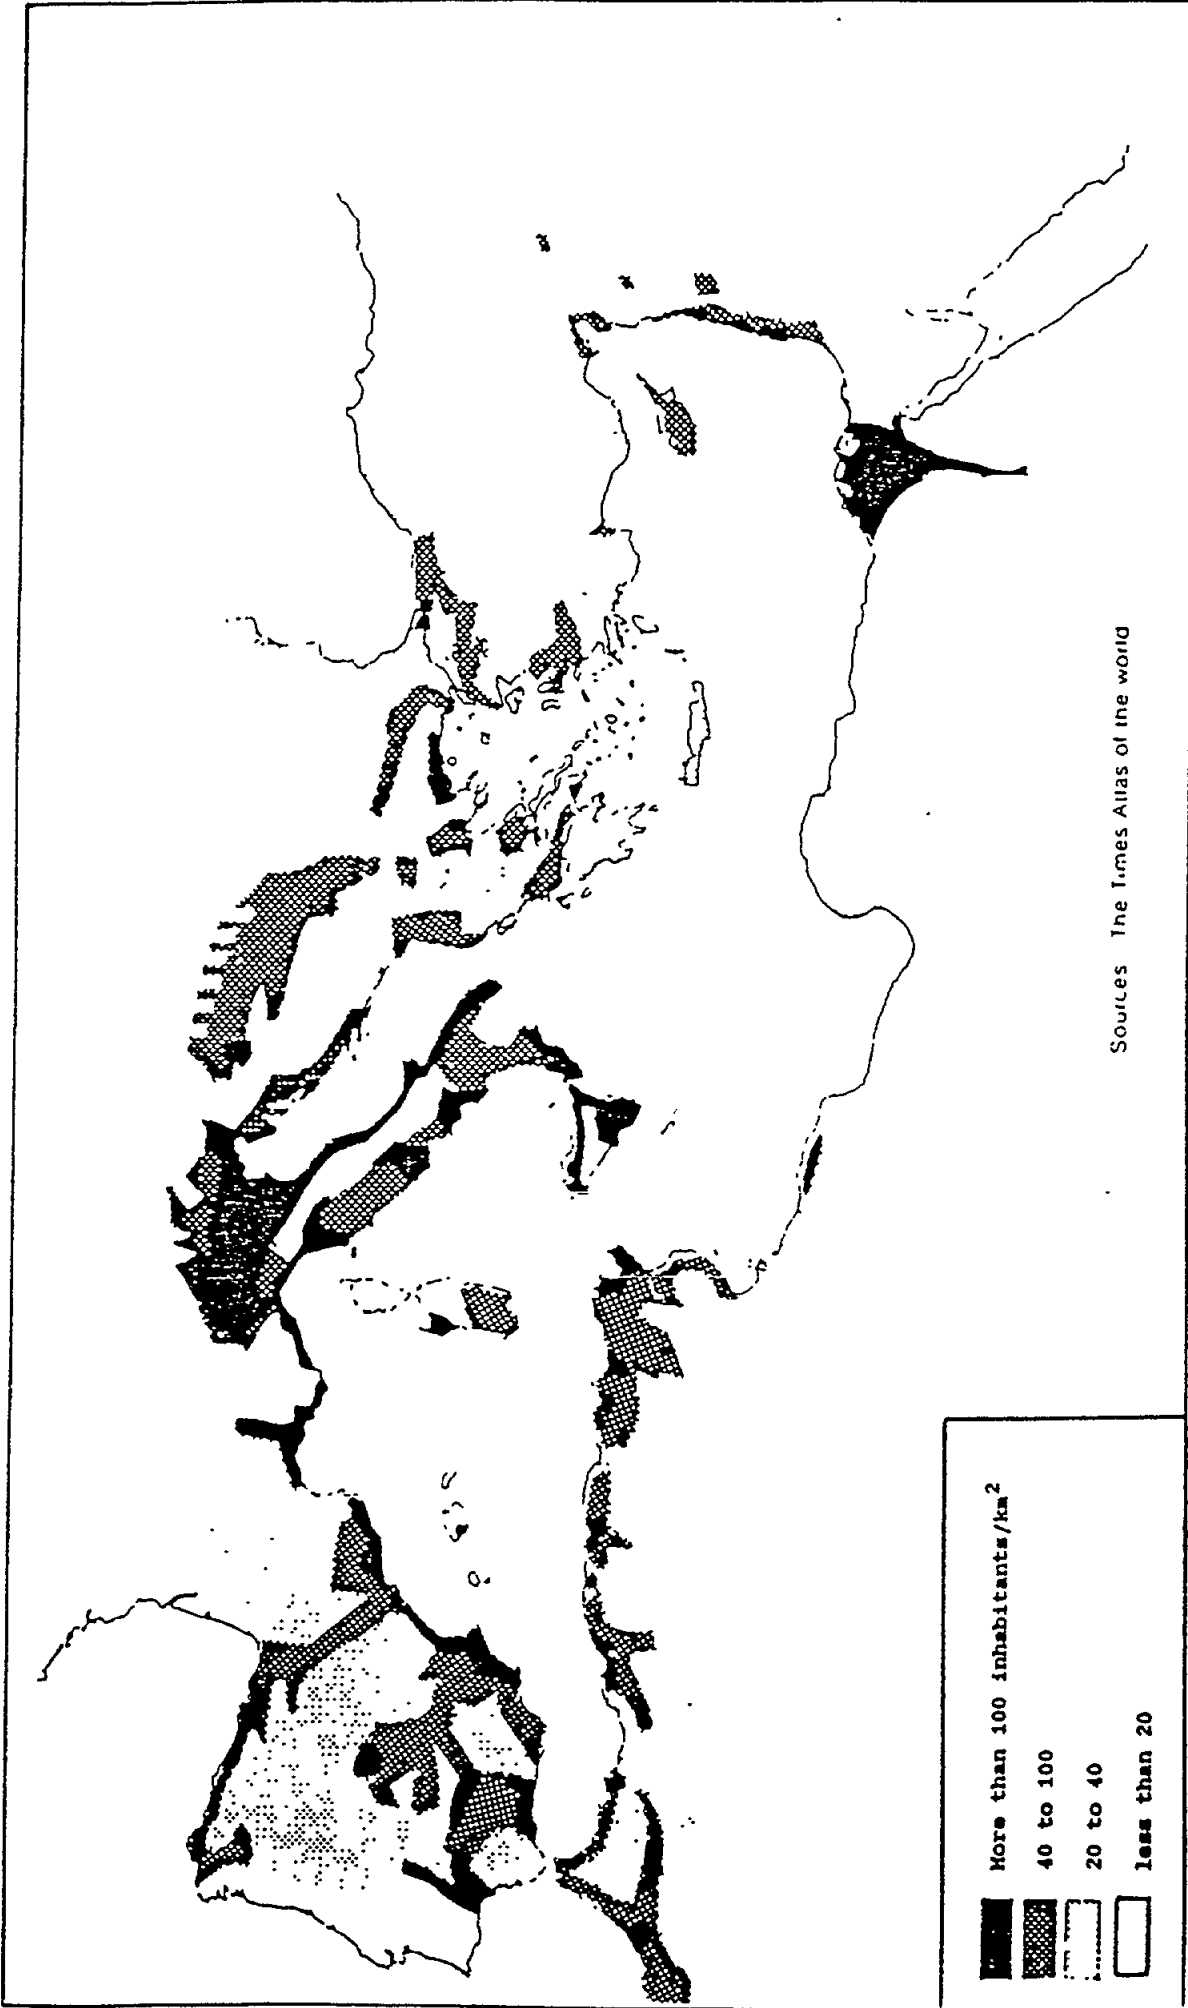 More than 100 inhabitants/km²
40 to 100
20 to 40
less than 20
Sources The Times Atlas of the world